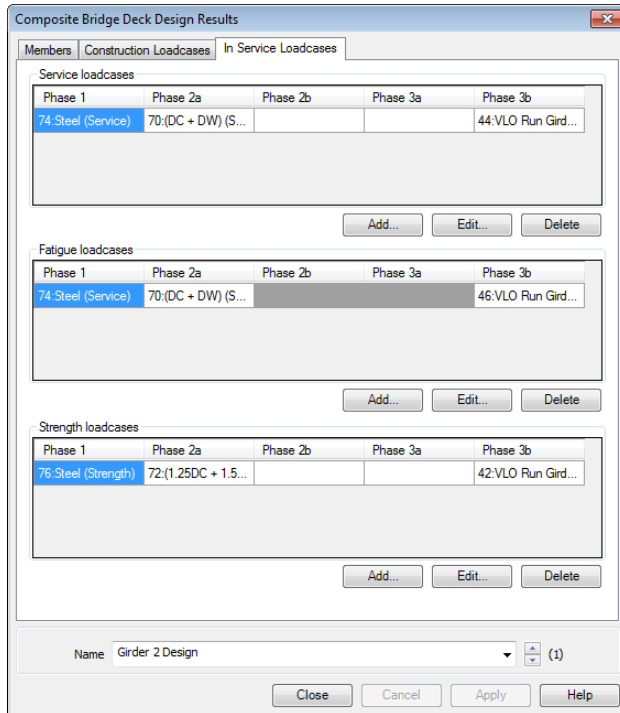 Composite Bridge Deck Design Results
Members Construction Loadcases In Service Loadcases
Service loadcases
Phase 1 Phase 2a Phase 2b Phase 3a Phase 3b
74:Steel (Service) 70:(DC + DW) (S... 44:VLO Run Gird...
Add... Edit... Delete
Fatigue loadcases
Phase 1 Phase 2a Phase 2b Phase 3a Phase 3b
74:Steel (Service) 70:(DC + DW) (S... 46:VLO Run Gird...
Add... Edit... Delete
Strength loadcases
Phase 1 Phase 2a Phase 2b Phase 3a Phase 3b
76:Steel (Strength) 72:(1.25DC + 1.5... 42:VLO Run Gird...
Add... Edit... Delete
Name Girder 2 Design (1)
Close Cancel Apply Help